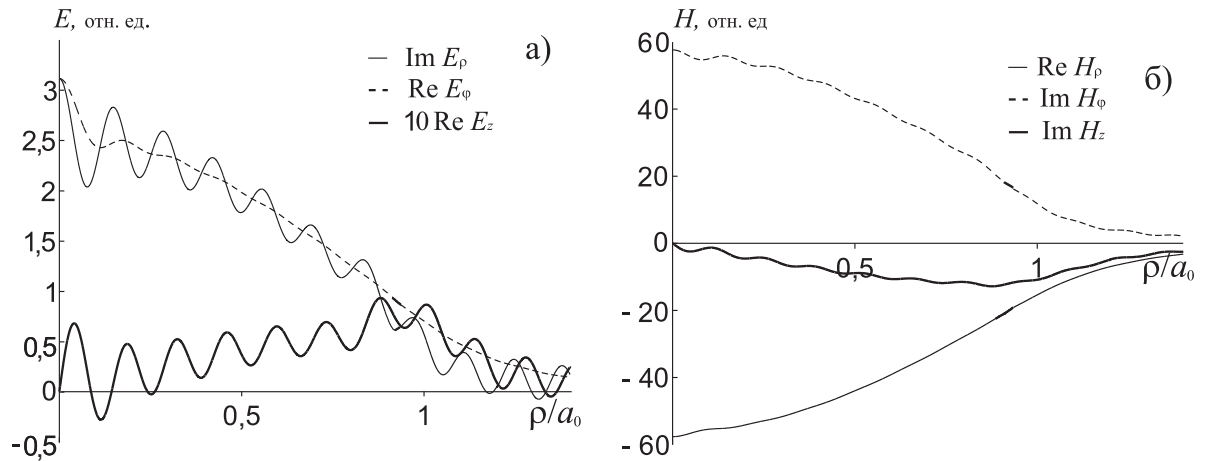 E, отн. ед.
а)
Im Eρ
Re Eφ
10 Re Ez
3
2,5
2
1,5
1
0,5
0
-0,5
0,5
1
ρ/a0
H, отн. ед
б)
Re Hρ
Im Hφ
Im Hz
60
40
20
0
- 20
- 40
- 60
0,5
1
ρ/a0